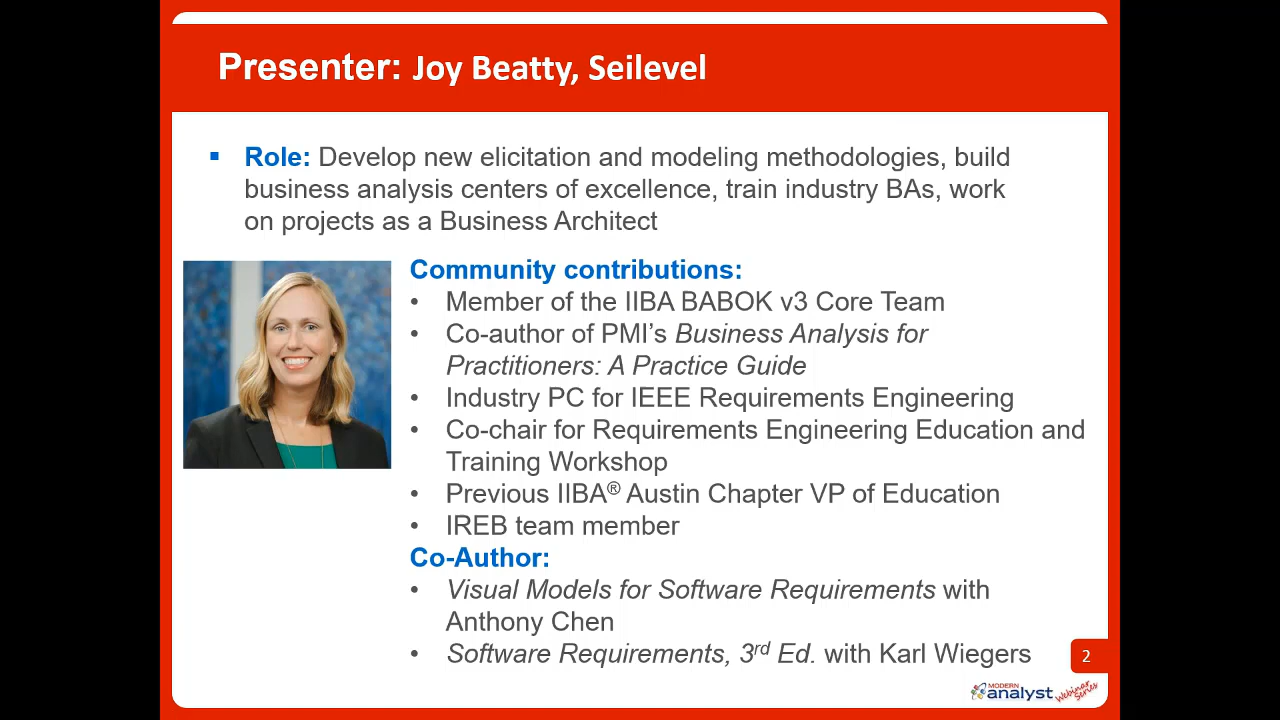 Presenter: Joy Beatty, Seilevel
▪ Role: Develop new elicitation and modeling methodologies, build
business analysis centers of excellence, train industry BAs, work
on projects as a Business Architect
Community contributions:
• Member of the IIBA BABOK v3 Core Team
• Co-author of PMI’s Business Analysis for
Practitioners: A Practice Guide
• Industry PC for IEEE Requirements Engineering
• Co-chair for Requirements Engineering Education and
Training Workshop
• Previous IIBA® Austin Chapter VP of Education
• IREB team member
Co-Author:
• Visual Models for Software Requirements with
Anthony Chen
• Software Requirements, 3rd Ed. with Karl Wiegers
2
MODERN
analyst Webinar
Series